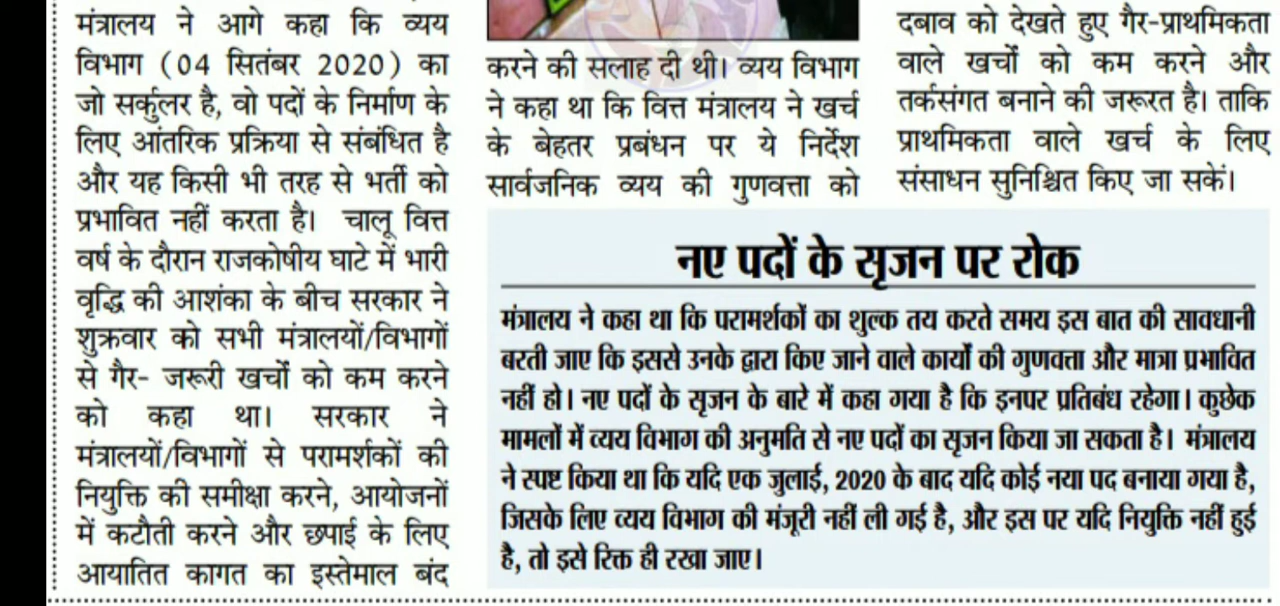 मंत्रालय ने आगे कहा कि व्यय
विभाग (04 सितंबर 2020) का
जो सर्कुलर है, वो पदों के निर्माण के
लिए आंतरिक प्रक्रिया से संबंधित है
और यह किसी भी तरह से भर्ती को
प्रभावित नहीं करता है। चालू वित्त
वर्ष के दौरान राजकोषीय घाटे में भारी
वृद्धि की आशंका के बीच सरकार ने
शुक्रवार को सभी मंत्रालयों/विभागों
से गैर- जरूरी खर्चों को कम करने
को कहा था। सरकार ने
मंत्रालयों/विभागों से परामर्शकों की
नियुक्ति की समीक्षा करने, आयोजनों
में कटौती करने और छपाई के लिए
आयातित कागत का इस्तेमाल बंद
करने की सलाह दी थी। व्यय विभाग
ने कहा था कि वित्त मंत्रालय ने खर्च
के बेहतर प्रबंधन पर ये निर्देश
सार्वजनिक व्यय की गुणवत्ता को
दबाव को देखते हुए गैर-प्राथमिकता
वाले खर्चों को कम करने और
तर्कसंगत बनाने की जरूरत है। ताकि
प्राथमिकता वाले खर्च के लिए
संसाधन सुनिश्चित किए जा सकें।
नए पदों के सृजन पर रोक
मंत्रालय ने कहा था कि परामर्शकों का शुल्क तय करते समय इस बात की सावधानी
बरती जाए कि इससे उनके द्वारा किए जाने वाले कार्यों की गुणवत्ता और मात्रा प्रभावित
नहीं हो। नए पदों के सृजन के बारे में कहा गया है कि इनपर प्रतिबंध रहेगा। कुछेक
मामलों में व्यय विभाग की अनुमति से नए पदों का सृजन किया जा सकता है। मंत्रालय
ने स्पष्ट किया था कि यदि एक जुलाई, 2020 के बाद यदि कोई नया पद बनाया गया है,
जिसके लिए व्यय विभाग की मंजूरी नहीं ली गई है, और इस पर यदि नियुक्ति नहीं हुई
है, तो इसे रिक्त ही रखा जाए।